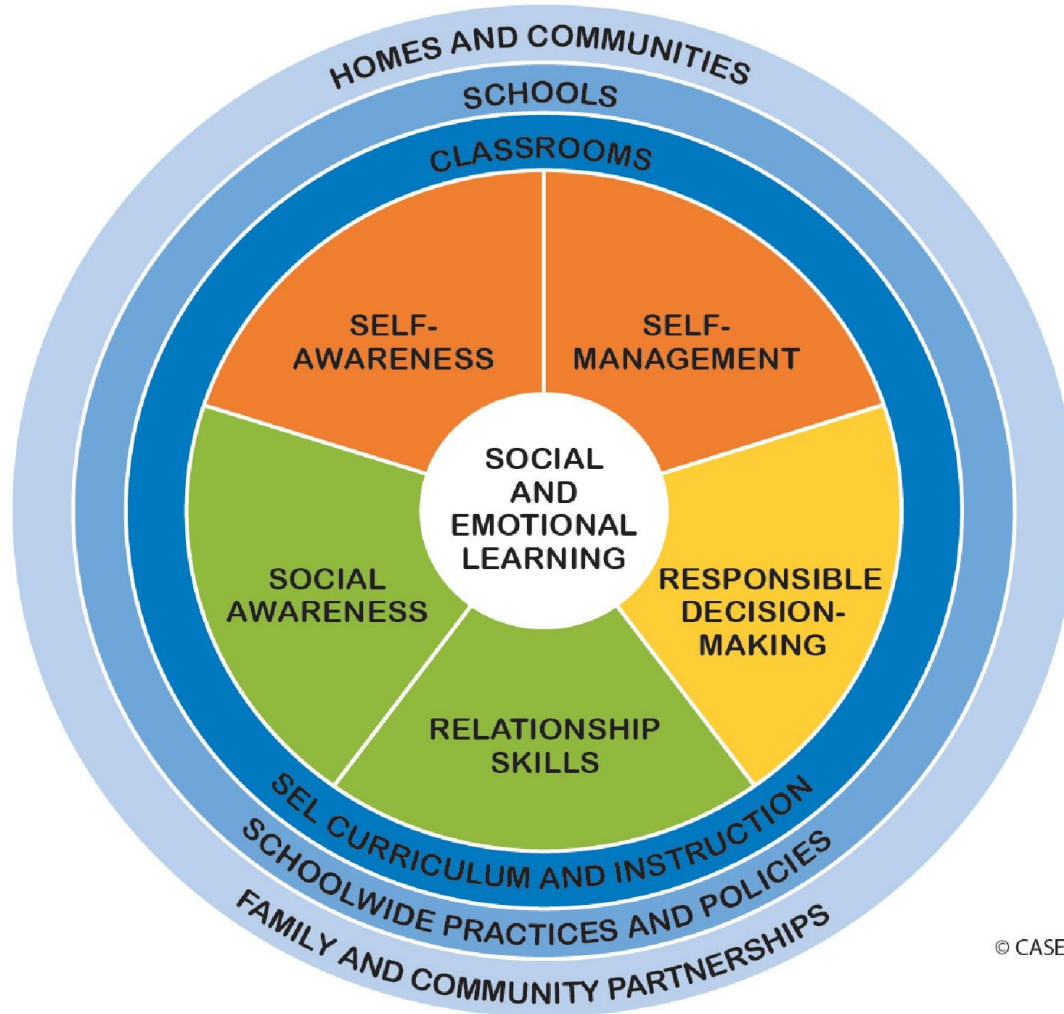 HOMES AND COMMUNITIES
SCHOOLS
CLASSROOMS
SELF-
AWARENESS
SELF-
MANAGEMENT
SOCIAL
AND
EMOTIONAL
LEARNING
SOCIAL
AWARENESS
RESPONSIBLE
DECISION-
MAKING
RELATIONSHIP
SKILLS
SEL CURRICULUM AND INSTRUCTION
SCHOOLWIDE PRACTICES AND POLICIES
FAMILY AND COMMUNITY PARTNERSHIPS
© CASE